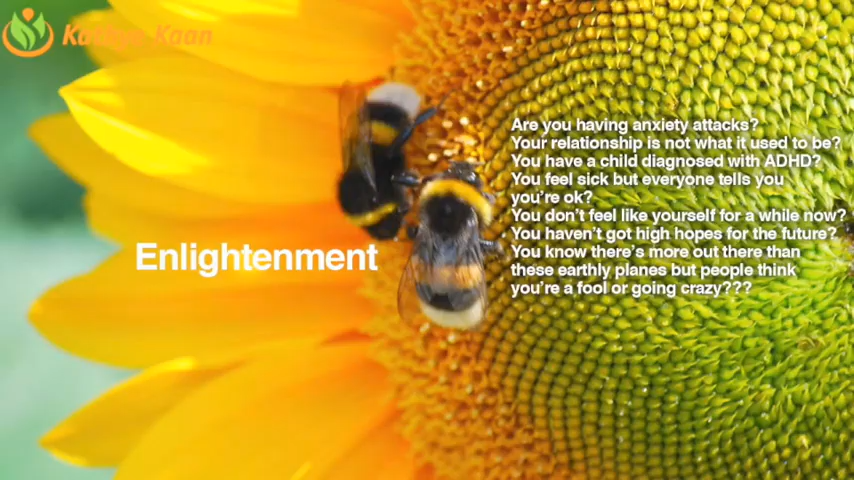 Kathye Kaan
Enlightenment
Are you having anxiety attacks?
Your relationship is not what it used to be?
You have a child diagnosed with ADHD?
You feel sick but everyone tells you
you're ok?
You don't feel like yourself for a while now?
You haven't got high hopes for the future?
You know there's more out there than
these earthly planes but people think
you're a fool or going crazy???